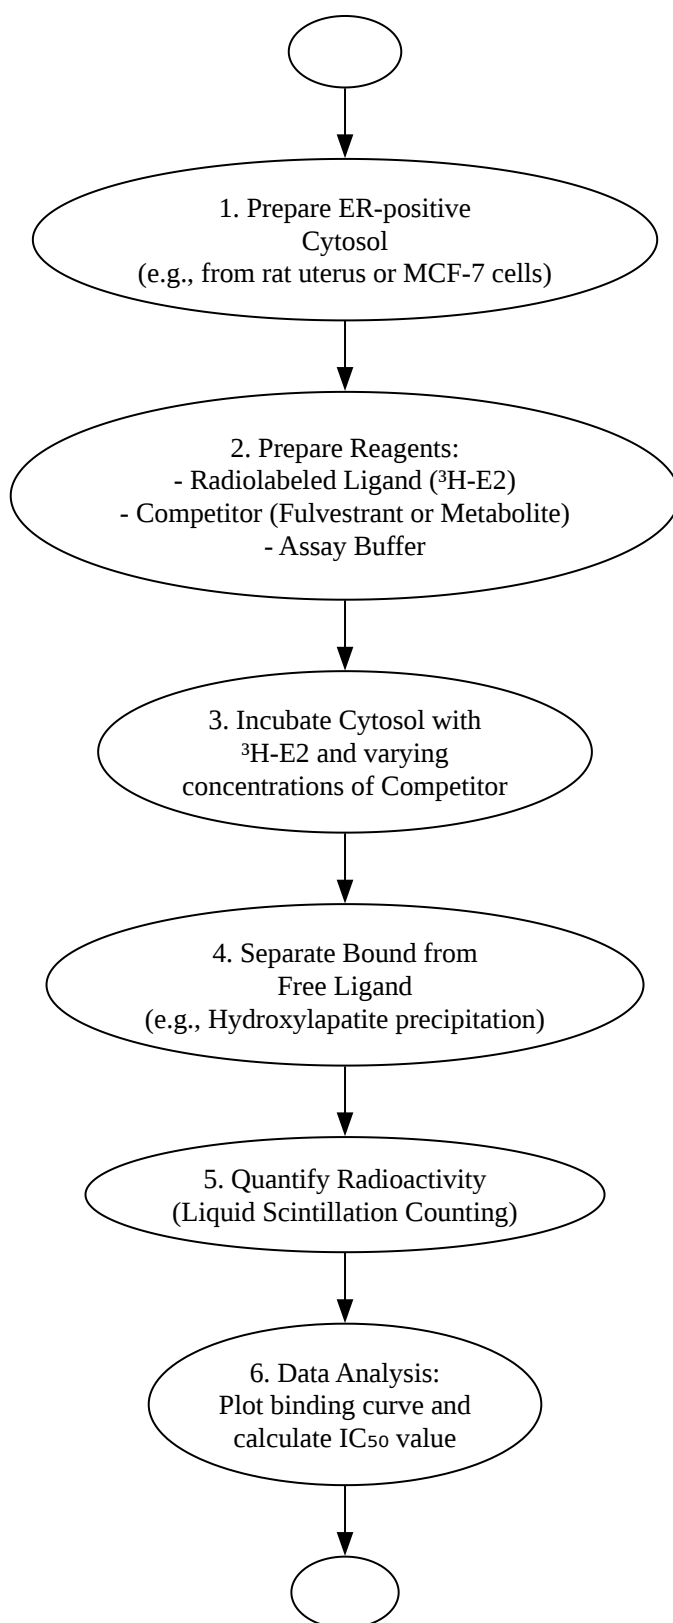 1. Prepare ER-positive
Cytosol
(e.g., from rat uterus or MCF-7 cells)
2. Prepare Reagents:
- Radiolabeled Ligand (³H-E2)
- Competitor (Fulvestrant or Metabolite)
- Assay Buffer
3. Incubate Cytosol with
³H-E2 and varying
concentrations of Competitor
4. Separate Bound from
Free Ligand
(e.g., Hydroxylapatite precipitation)
5. Quantify Radioactivity
(Liquid Scintillation Counting)
6. Data Analysis:
Plot binding curve and
calculate IC₅₀ value